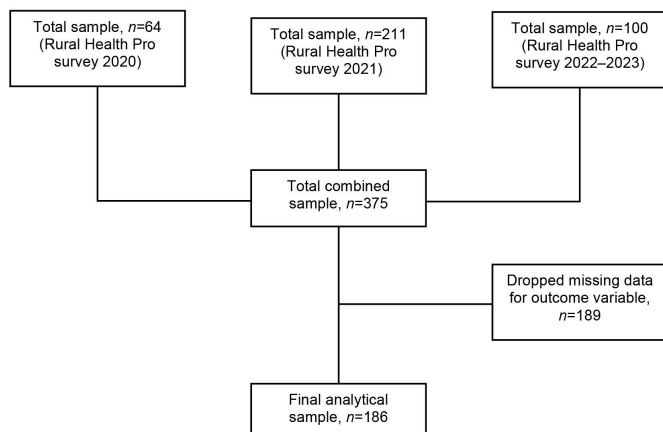 Total sample, n=64
(Rural Health Pro
survey 2020)
Total sample, n=211
(Rural Health Pro
survey 2021)
Total sample, n=100
(Rural Health Pro
survey 2022–2023)
Total combined
sample, n=375
Dropped missing data
for outcome variable,
n=189
Final analytical
sample, n=186